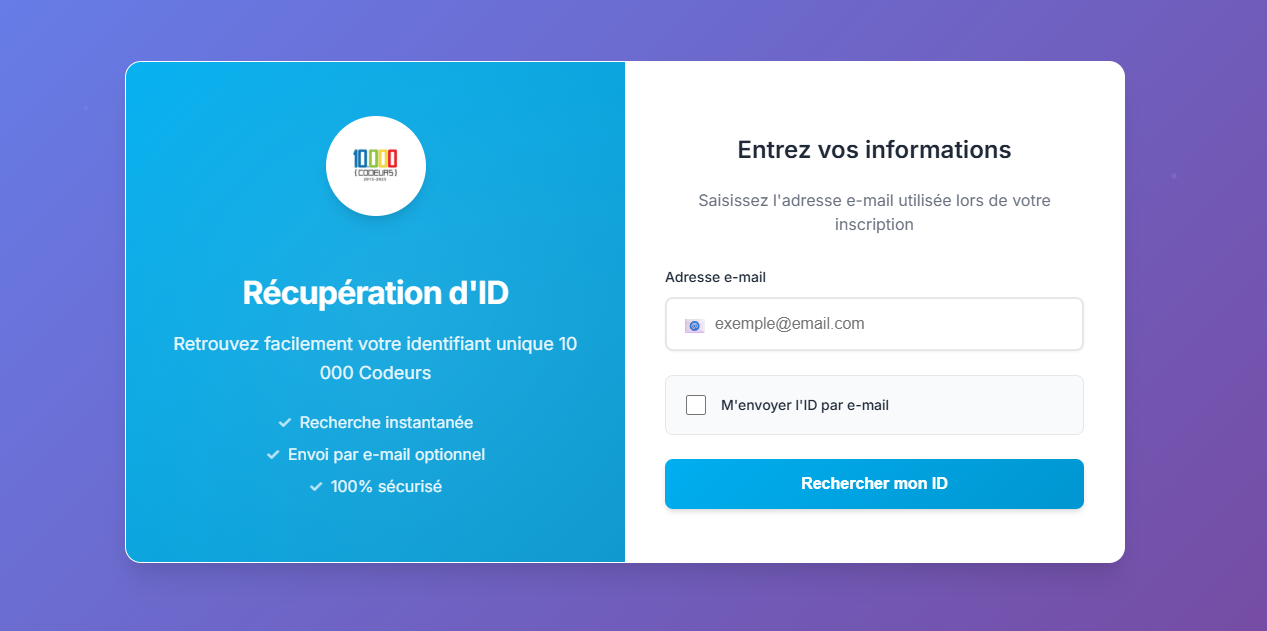 10000
{CODEURS}
2015-2025
Récupération d'ID
Retrouvez facilement votre identifiant unique 10
000 Codeurs
Recherche instantanée
Envoi par e-mail optionnel
100% sécurisé
Entrez vos informations
Saisissez l'adresse e-mail utilisée lors de votre
inscription
Adresse e-mail
exemple@email.com
M'envoyer l'ID par e-mail
Rechercher mon ID